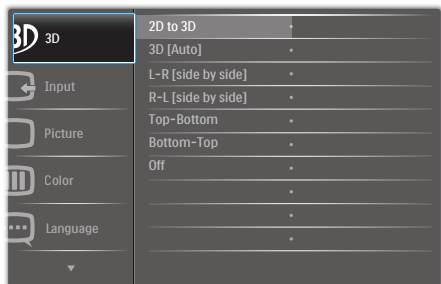 3D 3D
Input
Picture
Color
Language
2D to 3D
3D [Auto]
L-R [side by side]
R-L [side by side]
Top-Bottom
Bottom-Top
Off